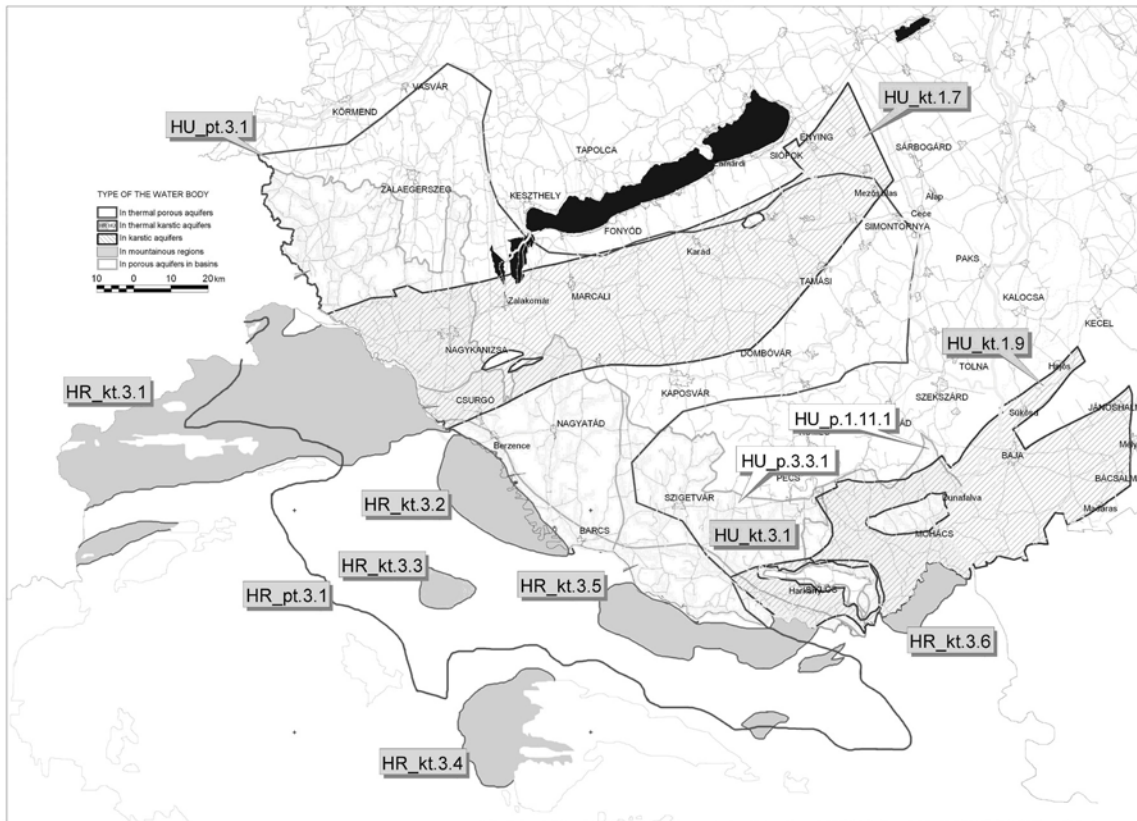 VASVÁR
KÖRMEND
HU_pt.3.1
HU_kt.1.7
ENYING
TAPOLCA
SIÓFOK
SÁRBOGÁRD
Zamárdi
ZALAEGERSZEG
KESZTHELY
TYPE OF THE WATER BODY
In thermal porous aquifers
In thermal karstic aquifers
In karstic aquifers
In mountainous regions
In porous aquifers in basins
10 0 10 20km
Alap
Cece
FONYÓD
SIMONTORNYA
Karád
PAKS
TAMÁSI
Zalakomár
MARCALI
KALOCSA
KECEL
NAGYKANIZSA
DOMBÓVÁR
HU_kt.1.9
TOLNA
Hajós
HR_kt.3.1
CSURGÓ
KAPOSVÁR
SZEKSZÁRD
HU_p.1.11.1
Sükösd
NAGYATÁD
Berzence
BAJA
HU_p.3.3.1
PÉCS
SZIGETVÁR
HR_kt.3.2
Dunafalva
Madaras
BARCS
HU_kt.3.1
MOHÁCS
HR_kt.3.3
HR_kt.3.5
HR_pt.3.1
HR_kt.3.6
HR_kt.3.4